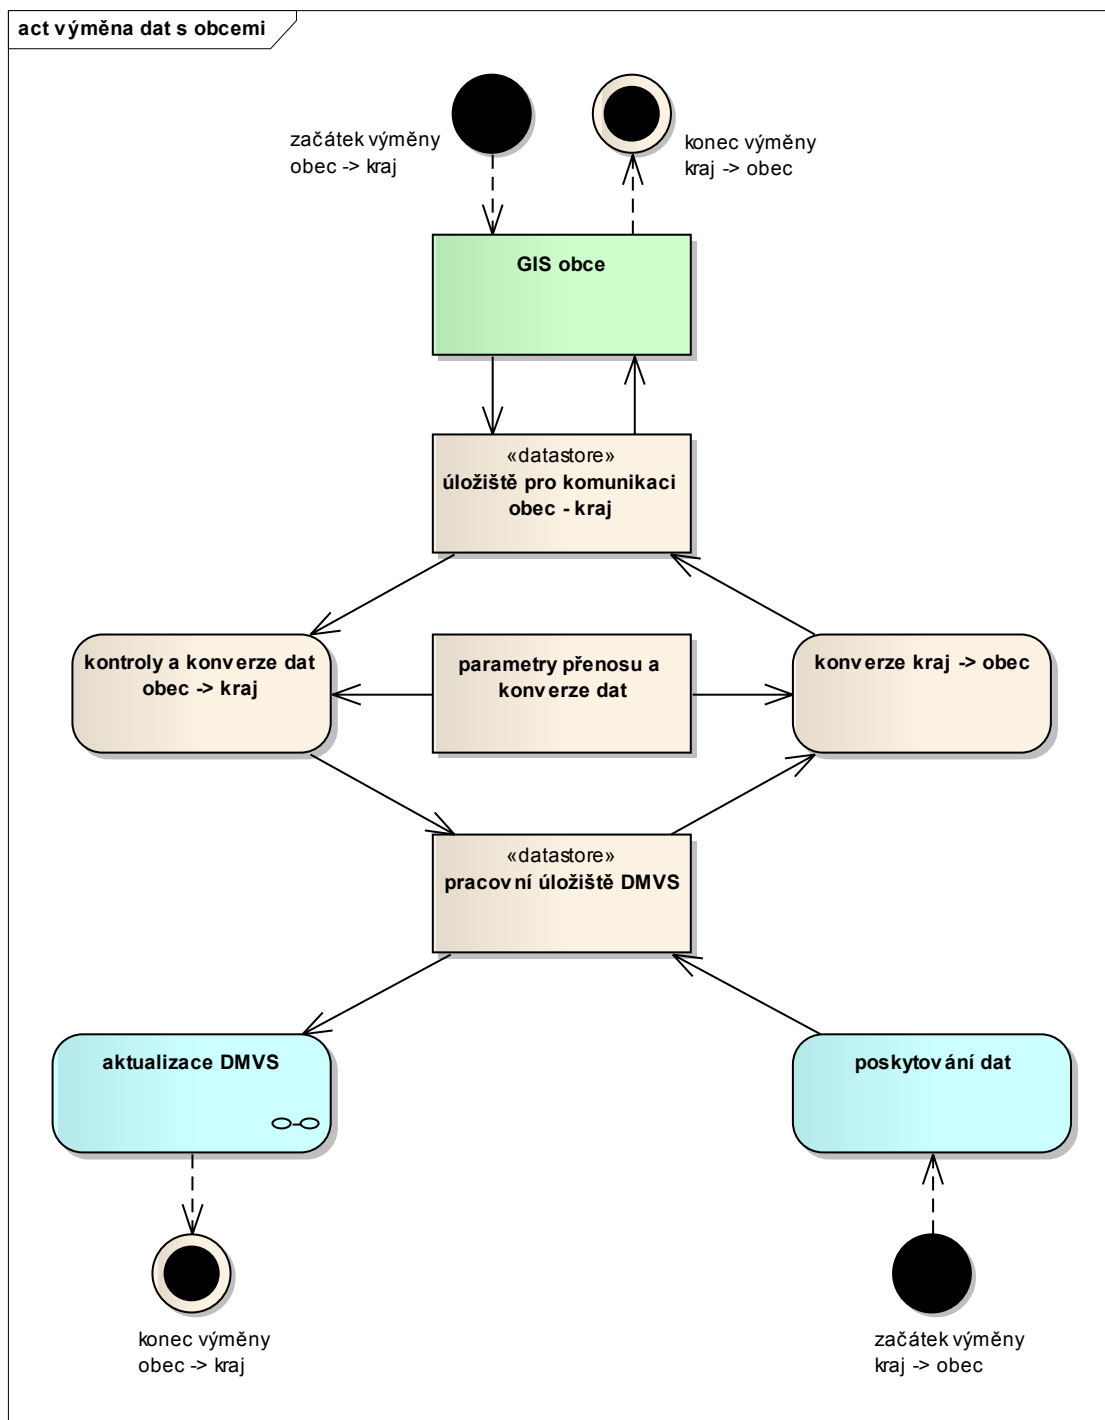 act výměna dat s obcemi
začátek výměny
obec -> kraj
konec výměny
kraj -> obec
GIS obce
«datastore»
úložiště pro komunikaci
obec - kraj
kontroly a konverze dat
obec -> kraj
parametry přenosu a
konverze dat
konverze kraj -> obec
«datastore»
pracovní úložiště DMVS
aktualizace DMVS
poskytování dat
konec výměny
obec -> kraj
začátek výměny
kraj -> obec